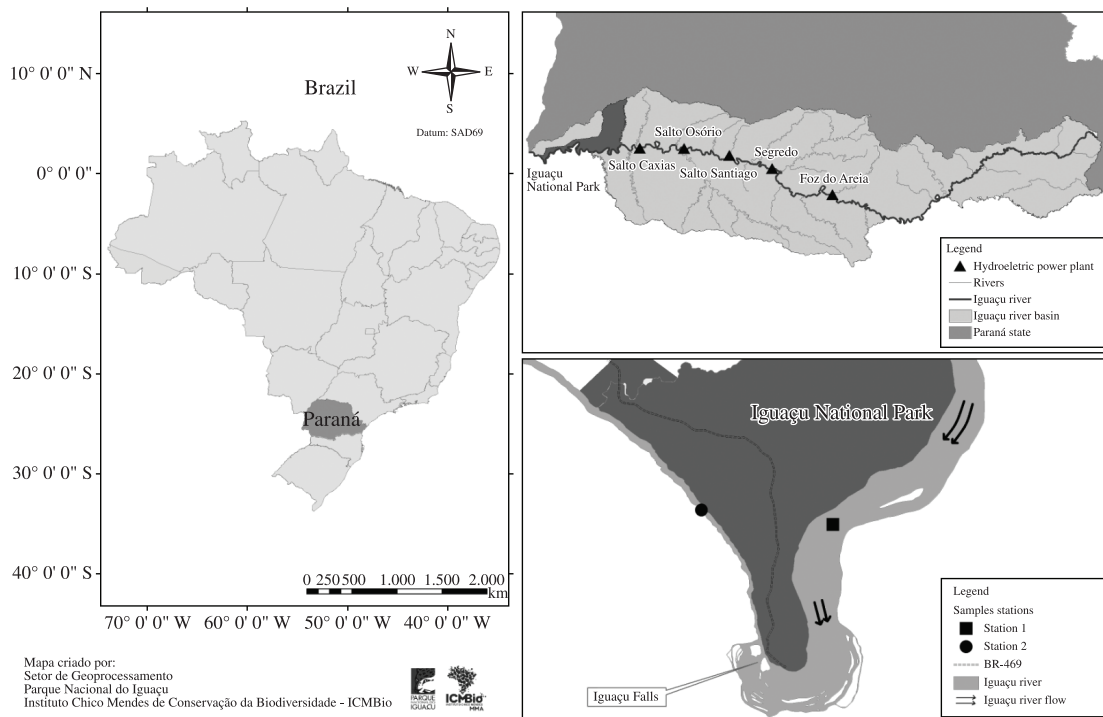 10° 0' 0" N
0° 0' 0"
10° 0' 0" S
20° 0' 0" S
30° 0' 0" S
40° 0' 0" S
Brazil
N
W
E
S
Datum: SAD69
Paraná
0 250 500 1.000 1.500 2.000
km
70° 0' 0" W 60° 0' 0" W 50° 0' 0" W 40° 0' 0" W
Mapa criado por:
Setor de Geoprocessamento
Parque Nacional do Iguaçu
Instituto Chico Mendes de Conservação da Biodiversidade - ICMBio
PARQUE
IGUAÇU
ICMBio
MMA
Salto Osório
Segredo
Salto Caxias
Salto Santiago
Iguaçu
National Park
Foz do Areia
Legend
Hydroeletric power plant
Rivers
Iguaçu river
Iguaçu river basin
Paraná state
Iguaçu National Park
Iguaçu Falls
Legend
Samples stations
Station 1
Station 2
BR-469
Iguaçu river
Iguaçu river flow